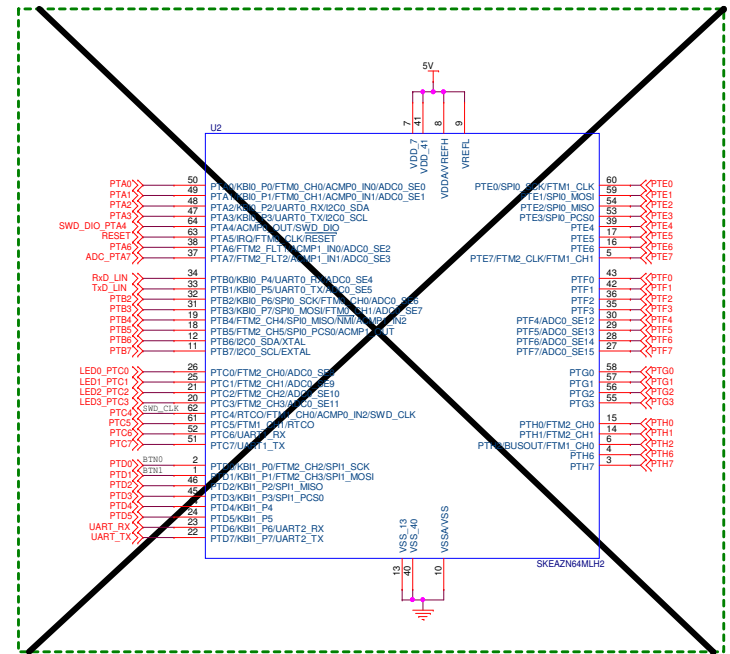 5V
U2
7
41
8
9
VDD_7
VDD_41
VDDA/VREFH
VREFL
PTA0 50 PTA0/KBI0_P0/FTM0_CH0/ACMP0_IN0/ADC0_SE0
PTA1 49 PTA1/KBI0_P1/FTM0_CH1/ACMP0_IN1/ADC0_SE1
PTA2 48 PTA2/KBI0_P2/UART0_RX/I2C0_SDA
PTA3 47 PTA3/KBI0_P3/UART0_TX/I2C0_SCL
SWD_DIO_PTA4 64 PTA4/ACMP0_OUT/SWD_DIO
RESET 63 PTA5/IRQ/FTM0_CLK/RESET
PTA6 38 PTA6/FTM2_FLT1/ACMP1_IN0/ADC0_SE2
ADC_PTA7 37 PTA7/FTM2_FLT2/ACMP1_IN1/ADC0_SE3
RxD_LIN 34 PTB0/KBI0_P4/UART0_RX/ADC0_SE4
TxD_LIN 33 PTB1/KBI0_P5/UART0_TX/ADC0_SE5
PTB2 32 PTB2/KBI0_P6/SPI0_SCK/FTM0_CH0/ADC0_SE6
PTB3 31 PTB3/KBI0_P7/SPI0_MOSI/FTM0_CH1/ADC0_SE7
PTB4 19 PTB4/FTM2_CH4/SPI0_MISO/NMI/ACMP1_IN2
PTB5 18 PTB5/FTM2_CH5/SPI0_PCS0/ACMP1_OUT
PTB6 12 PTB6/I2C0_SDA/XTAL
PTB7 11 PTB7/I2C0_SCL/EXTAL
LED0_PTC0 26 PTC0/FTM2_CH0/ADC0_SE8
LED1_PTC1 25 PTC1/FTM2_CH1/ADC0_SE9
LED2_PTC2 21 PTC2/FTM2_CH2/ADC0_SE10
LED3_PTC3 20 PTC3/FTM2_CH3/ADC0_SE11
PTC4 SWD_CLK 62 PTC4/RTCO/FTM1_CH0/ACMP0_IN2/SWD_CLK
PTC5 61 PTC5/FTM1_CH1/RTCO
PTC6 52 PTC6/UART1_RX
PTC7 51 PTC7/UART1_TX
PTD0 BTN0 2 PTD0/KBI1_P0/FTM2_CH2/SPI1_SCK
PTD1 BTN1 1 PTD1/KBI1_P1/FTM2_CH3/SPI1_MOSI
PTD2 46 PTD2/KBI1_P2/SPI1_MISO
PTD3 45 PTD3/KBI1_P3/SPI1_PCS0
PTD4 PTD4/KBI1_P4
PTD5 24 PTD5/KBI1_P5
UART_RX 23 PTD6/KBI1_P6/UART2_RX
UART_TX 22 PTD7/KBI1_P7/UART2_TX
PTE0/SPI0_SCK/FTM1_CLK 60 PTE0
PTE1/SPI0_MOSI 59 PTE1
PTE2/SPI0_MISO 54 PTE2
PTE3/SPI0_PCS0 53 PTE3
PTE4 39 PTE4
PTE5 17 PTE5
PTE6 16 PTE6
PTE7/FTM2_CLK/FTM1_CH1 5 PTE7
PTF0 43 PTF0
PTF1 42 PTF1
PTF2 36 PTF2
PTF3 35 PTF3
PTF4/ADC0_SE12 30 PTF4
PTF5/ADC0_SE13 29 PTF5
PTF6/ADC0_SE14 28 PTF6
PTF7/ADC0_SE15 27 PTF7
PTG0 58 PTG0
PTG1 57 PTG1
PTG2 56 PTG2
PTG3 55 PTG3
PTH0/FTM2_CH0 15 PTH0
PTH1/FTM2_CH1 14 PTH1
PTH2/BUSOUT/FTM1_CH0 6 PTH2
PTH6 4 PTH6
PTH7 3 PTH7
VSS_13
VSS_40
VSSA/VSS
13
40
10
SKEAZN64MLH2